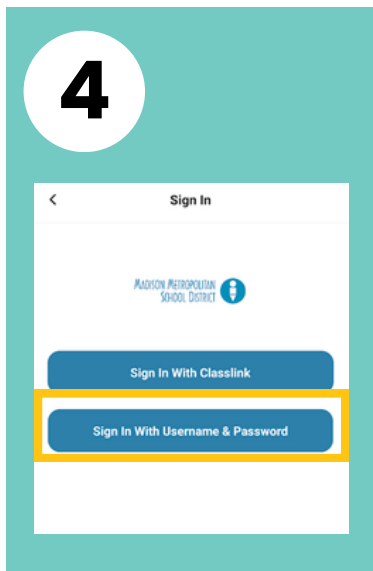 4
Sign In
MADISON METROPOLITAN
SCHOOL DISTRICT
Sign In With Classlink
Sign In With Username & Password